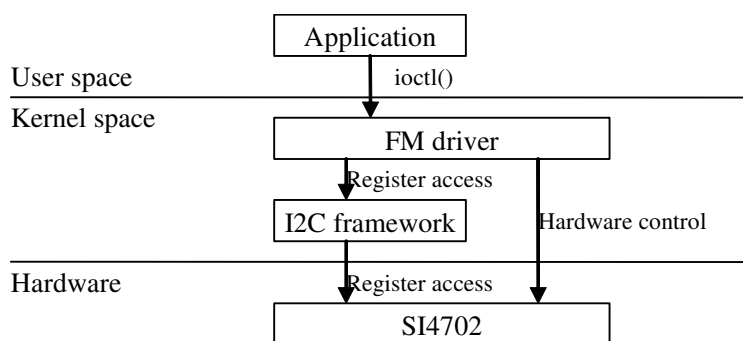 Application
User space
ioctl()
Kernel space
FM driver
Register access
I2C framework
Hardware control
Hardware
Register access
SI4702